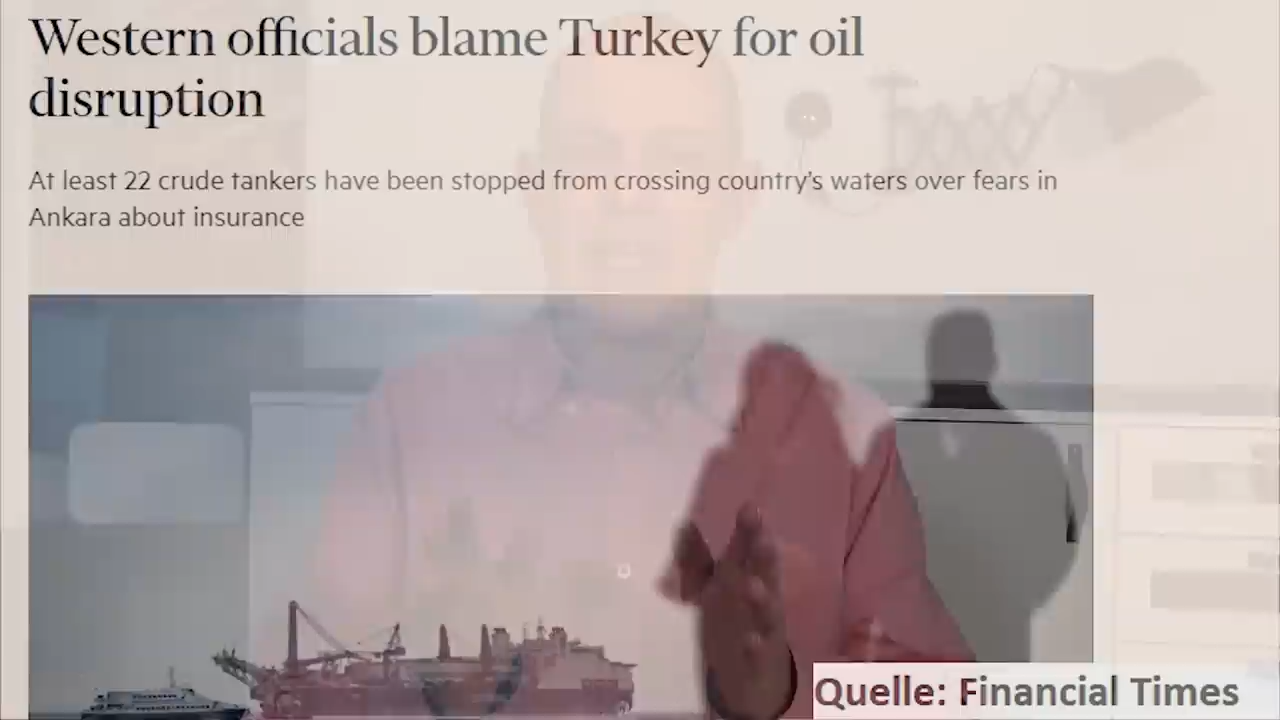 Western officials blame Turkey for oil
disruption
At least 22 crude tankers have been stopped from crossing country’s waters over fears in
Ankara about insurance
Quelle: Financial Times